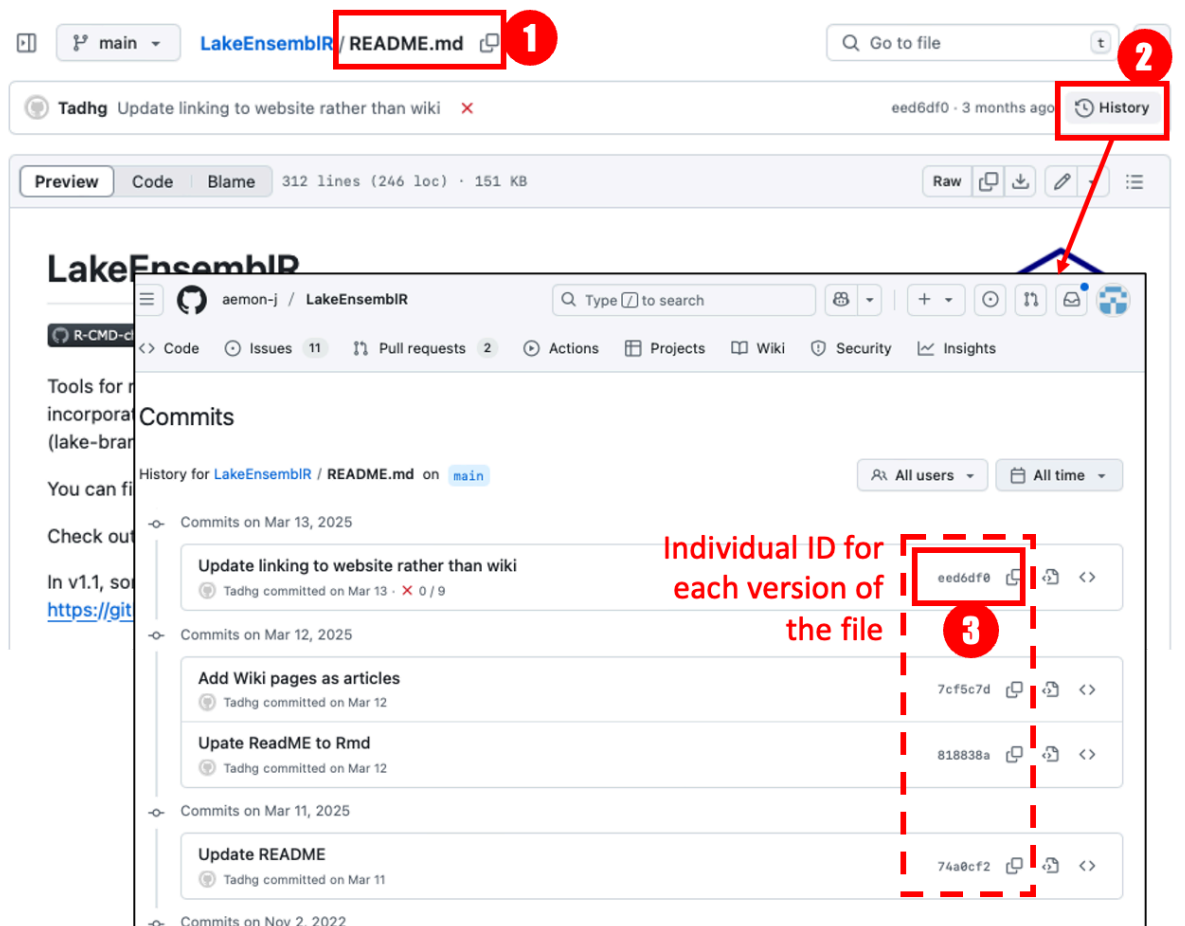 main
LakeEnsemblR / README.md
1
Go to file
t
2
Tadhg Update linking to website rather than wiki
eed6df0 · 3 months ago
History
Preview Code Blame 312 lines (246 loc) · 151 KB
Raw
LakeEnsemblR
R-CMD-c
Tools for
incorpora
(lake-bra
You can fi
Check out
In v1.1, so
https://git
aemon-j / LakeEnsemblR
Type / to search
Code Issues 11 Pull requests 2 Actions Projects Wiki Security Insights
Commits
History for LakeEnsemblR / README.md on main
All users
All time
Commits on Mar 13, 2025
Update linking to website rather than wiki
Tadhg committed on Mar 13 · 0 / 9
eed6df0
Individual ID for
each version of
the file
3
Commits on Mar 12, 2025
Add Wiki pages as articles
Tadhg committed on Mar 12
7cf5c7d
Upate ReadME to Rmd
Tadhg committed on Mar 12
818838a
Commits on Mar 11, 2025
Update README
Tadhg committed on Mar 11
74a0cf2
Commits on Nov 2, 2022